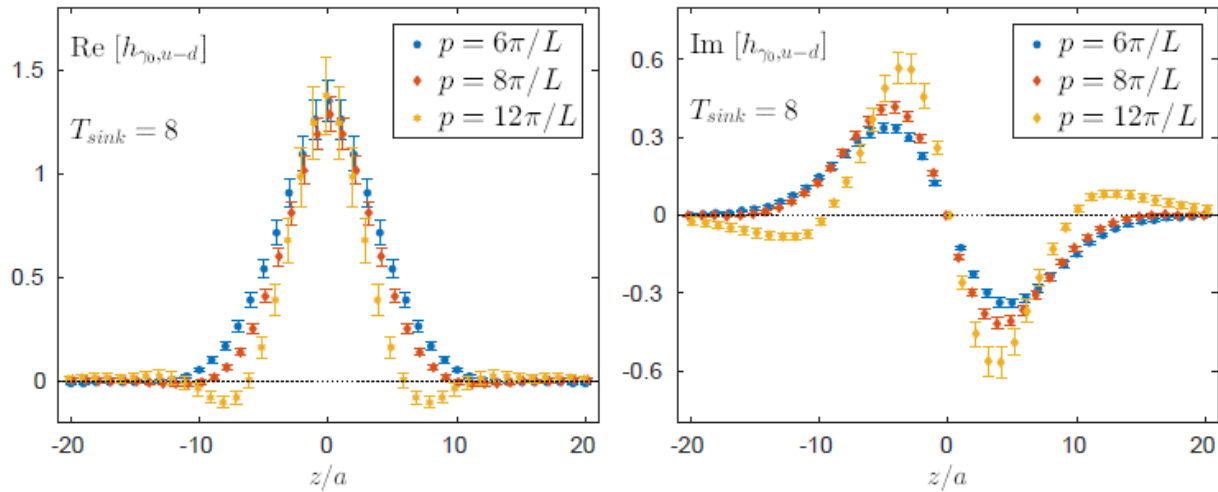 Re [h_{γ_0,u−d}]
T_{sink} = 8
p = 6π/L
p = 8π/L
p = 12π/L
1.5
1
0.5
0
-20 -10 0 10 20
z/a
Im [h_{γ_0,u−d}]
T_{sink} = 8
p = 6π/L
p = 8π/L
p = 12π/L
0.6
0.3
0
-0.3
-0.6
-20 -10 0 10 20
z/a